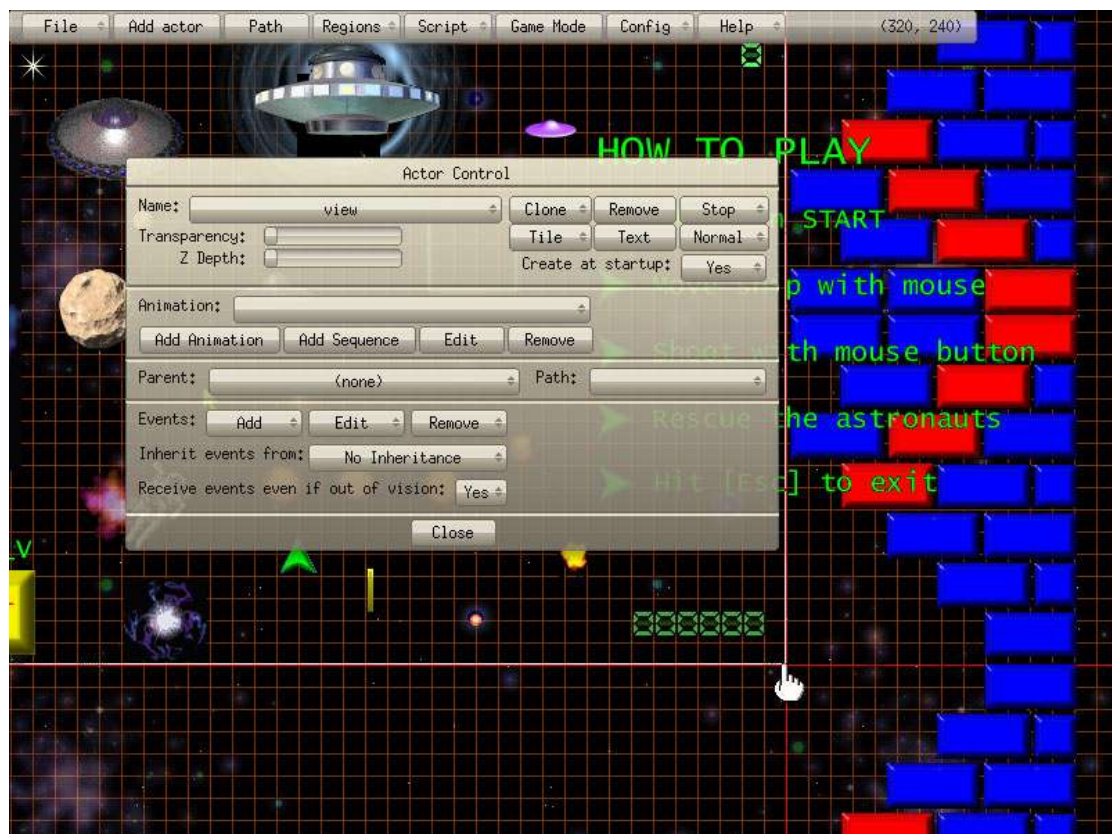 File Add actor Path Regions Script Game Mode Config Help (320, 240)
HOW TO PLAY
Actor Control
Name: view Clone Remove Stop
START
Transparency: Tile Text Normal
Z Depth: Create at startup: Yes
ship with mouse
Animation:
Add Animation Add Sequence Edit Remove
Shoot with mouse button
Parent: (none) Path:
Events: Add Edit Remove
Rescue the astronauts
Inherit events from: No Inheritance
Receive events even if out of vision: Yes
Hit [Esc] to exit
Close